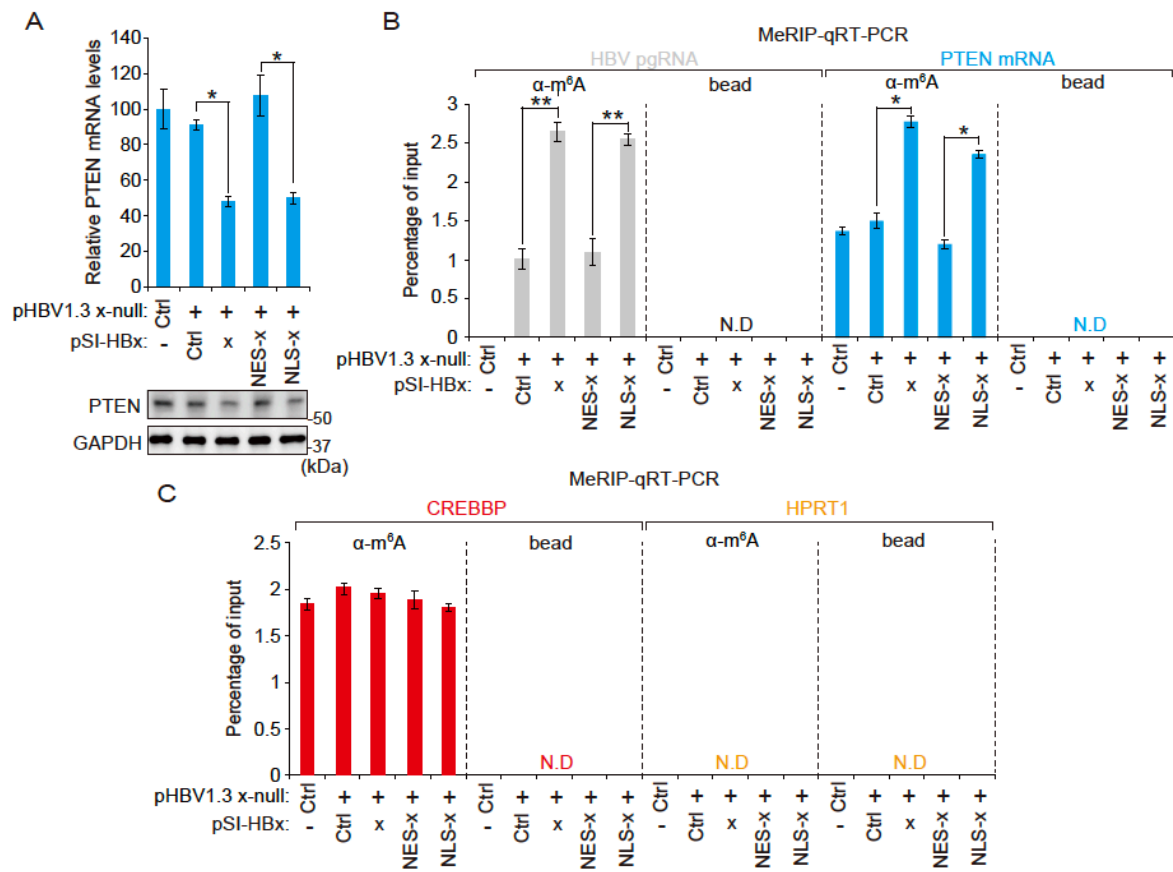 A
Relative PTEN mRNA levels
140
120
100
80
60
40
20
0
* *
pHBV1.3 x-null: Ctrl + + + +
pSI-HBx: - Ctrl x NES-x NLS-x
PTEN
-50
GAPDH
-37
(kDa)
B
MeRIP-qRT-PCR
HBV pgRNA PTEN mRNA
α-m⁶A bead α-m⁶A bead
Percentage of input
3
2.5
2
1.5
1
0.5
0
** ** * *
N.D N.D
pHBV1.3 x-null: Ctrl + + + + Ctrl + + + + Ctrl + + + + Ctrl + + + +
pSI-HBx: - Ctrl x NES-x NLS-x - Ctrl x NES-x NLS-x - Ctrl x NES-x NLS-x - Ctrl x NES-x NLS-x
C
MeRIP-qRT-PCR
CREBBP HPRT1
α-m⁶A bead α-m⁶A bead
Percentage of input
2.5
2
1.5
1
0.5
0
N.D N.D N.D
pHBV1.3 x-null: Ctrl + + + + Ctrl + + + + Ctrl + + + + Ctrl + + + +
pSI-HBx: - Ctrl x NES-x NLS-x - Ctrl x NES-x NLS-x - Ctrl x NES-x NLS-x - Ctrl x NES-x NLS-x